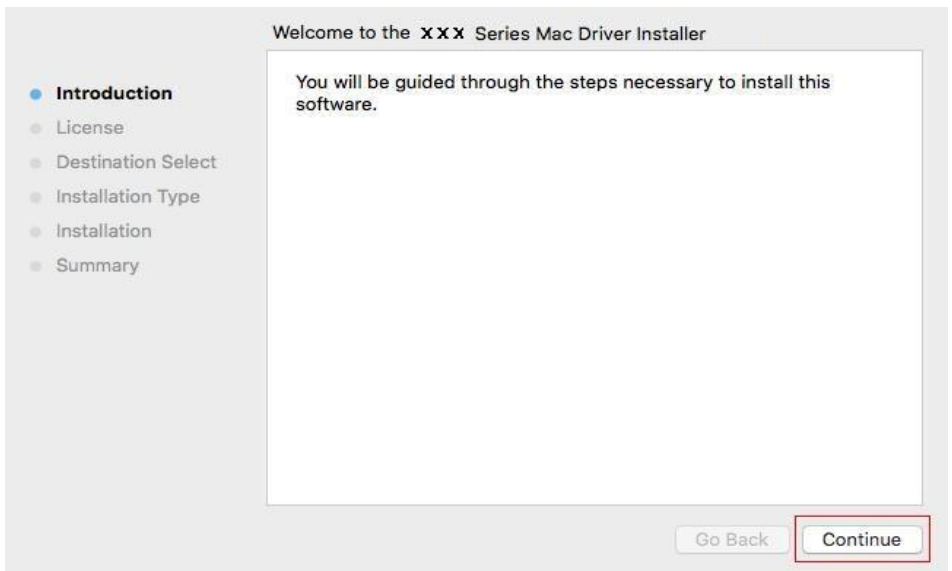 Welcome to the XXX Series Mac Driver Installer
Introduction
License
Destination Select
Installation Type
Installation
Summary
You will be guided through the steps necessary to install this
software.
Go Back
Continue